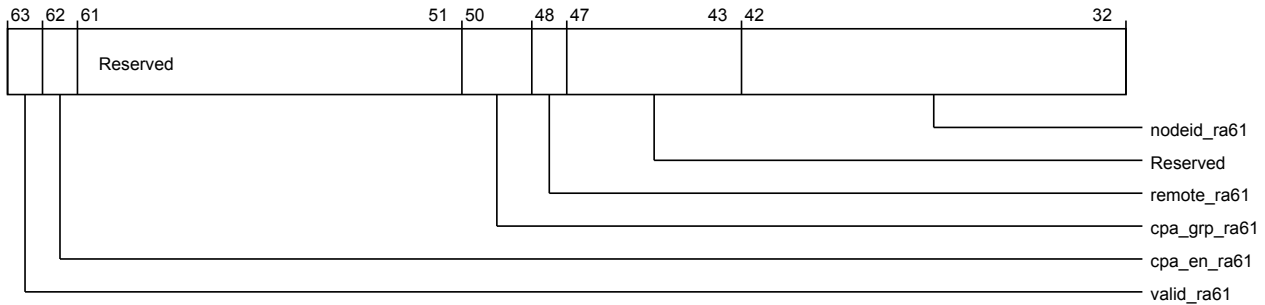 63 62 61 51 50 48 47 43 42 32
Reserved
nodeid_ra61
Reserved
remote_ra61
cpa_grp_ra61
cpa_en_ra61
valid_ra61